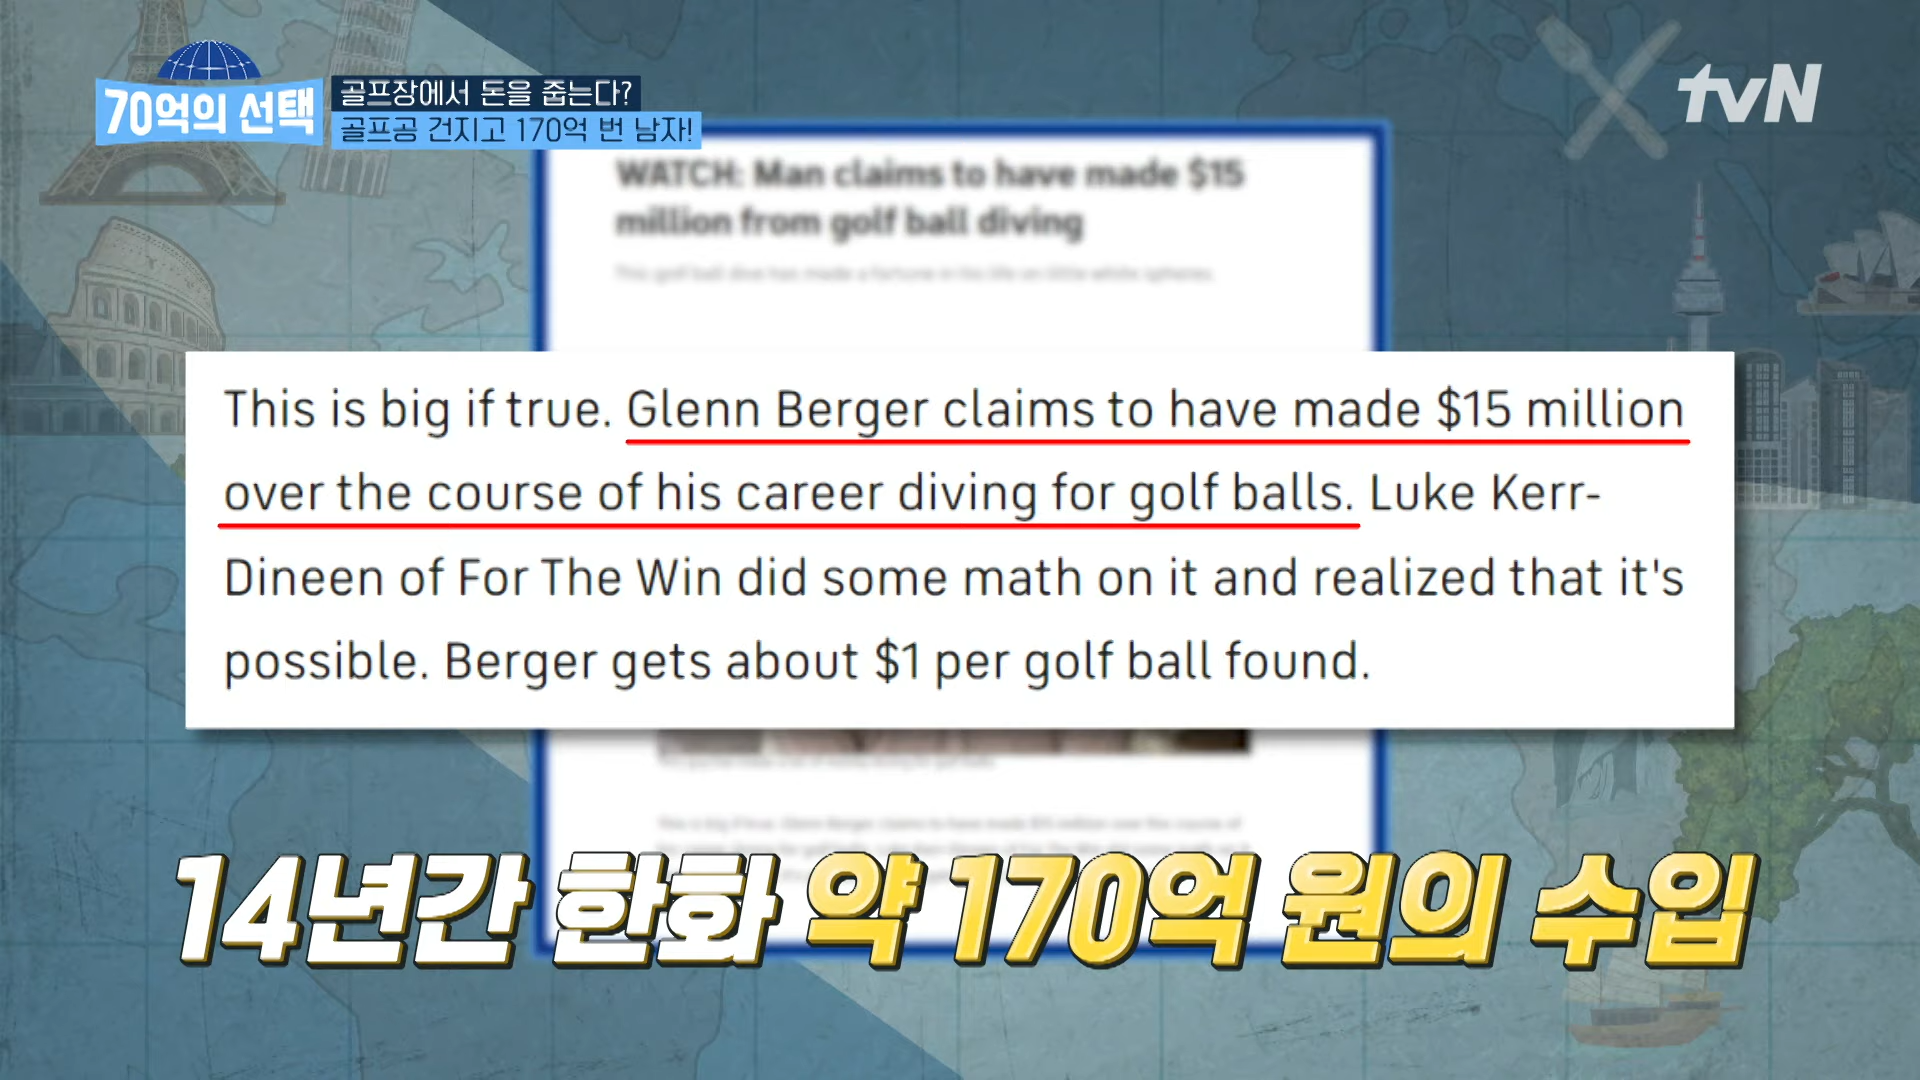 70억의 선택
골프장에서 돈을 줍는다?
골프공 건지고 170억 번 남자!
tvN
WATCH: Man claims to have made $15
million from golf ball diving
This is big if true. Glenn Berger claims to have made $15 million
over the course of his career diving for golf balls. Luke Kerr-
Dineen of For The Win did some math on it and realized that it's
possible. Berger gets about $1 per golf ball found.
14년간 한화 약 170억 원의 수입